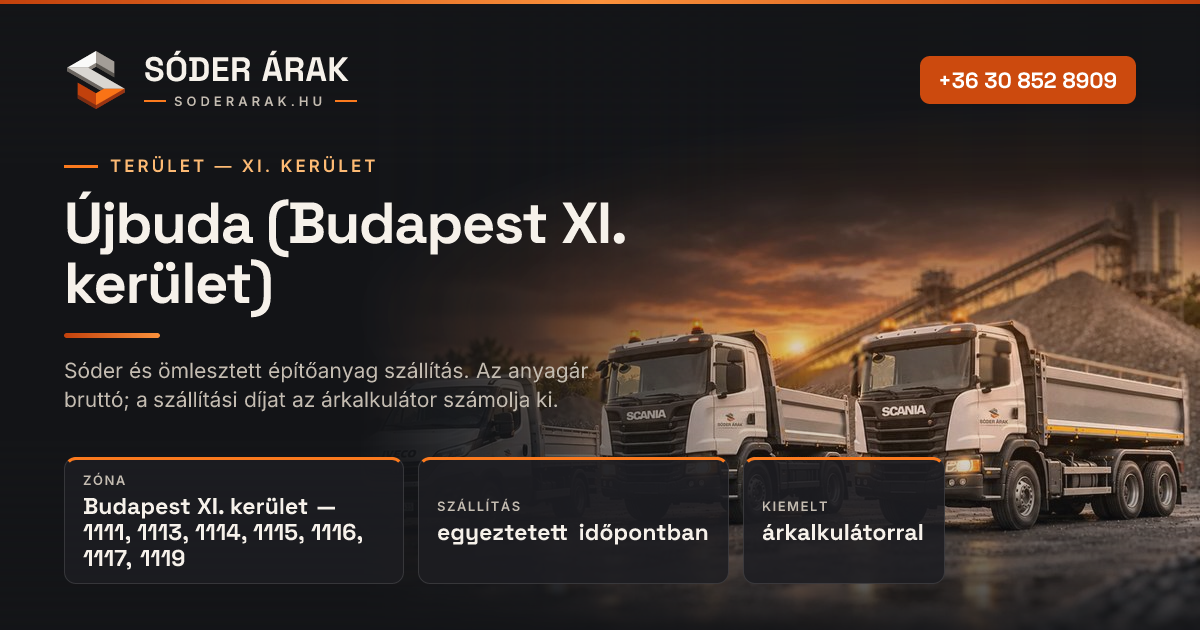 SÓDER ÁRAK
SODERARAK.HU
+36 30 852 8909
TERÜLET — XI. KERÜLET
Újbuda (Budapest XI.
kerület)
Sóder és ömlesztett építőanyag szállítás. Az anyagár
bruttó; a szállítási díjat az árkalkulátor számolja ki.
ZÓNA
Budapest XI. kerület —
1111, 1113, 1114, 1115, 1116,
1117, 1119
SZÁLLÍTÁS
egyeztetett időpontban
KIEMELT
árkalkulátorral
SCANIA
SÓDER ÁRAK
SCANIA
SÓDER ÁRAK